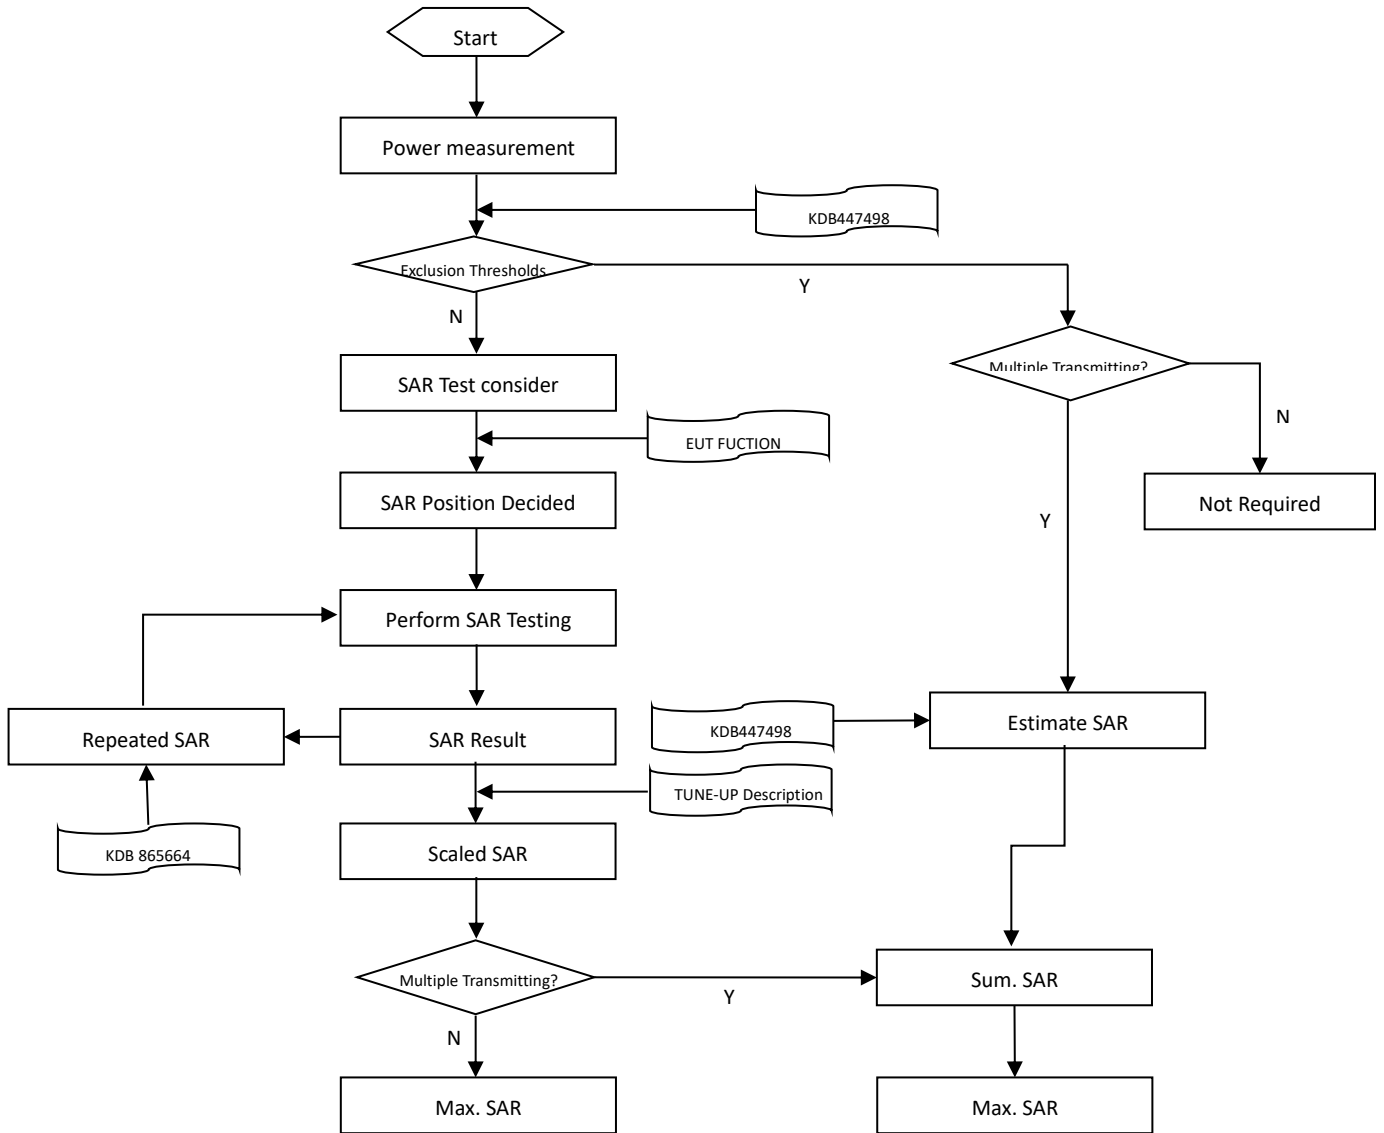 Start
Power measurement
KDB447498
Exclusion Thresholds
Y
N
Multiple Transmitting?
SAR Test consider
N
EUT FUCTION
SAR Position Decided
Not Required
Y
Perform SAR Testing
Repeated SAR
SAR Result
KDB447498
Estimate SAR
TUNE-UP Description
KDB 865664
Scaled SAR
Multiple Transmitting?
Y
Sum. SAR
N
Max. SAR
Max. SAR